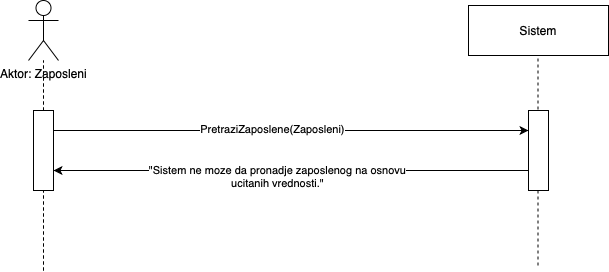 Sistem
Aktor: Zaposleni
PretraziZaposlene(Zaposleni)
"Sistem ne moze da pronadje zaposlenog na osnovu
ucitanih vrednosti."